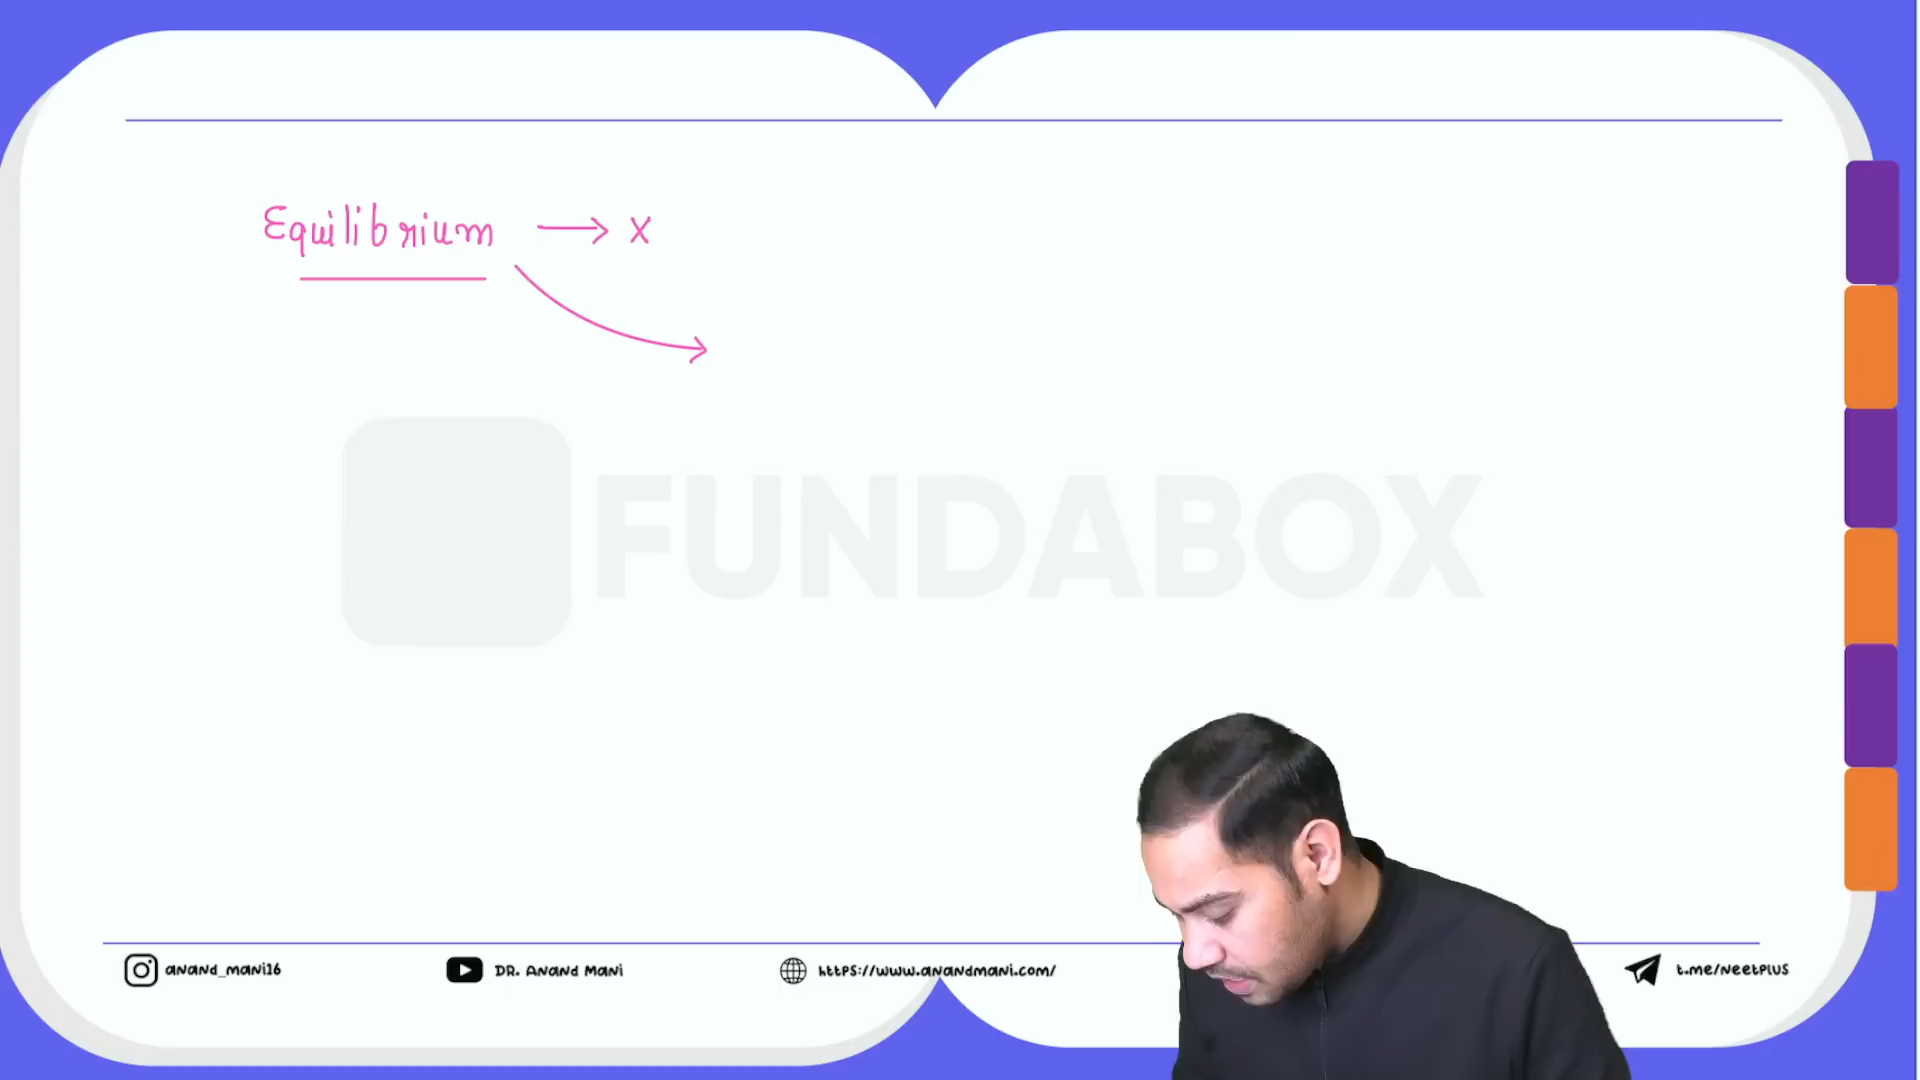 Equilibrium → X
FUNDABOX
anand_mani16
DR. Anand Mani
https://www.anandmani.com/
t.me/NEETPLUS